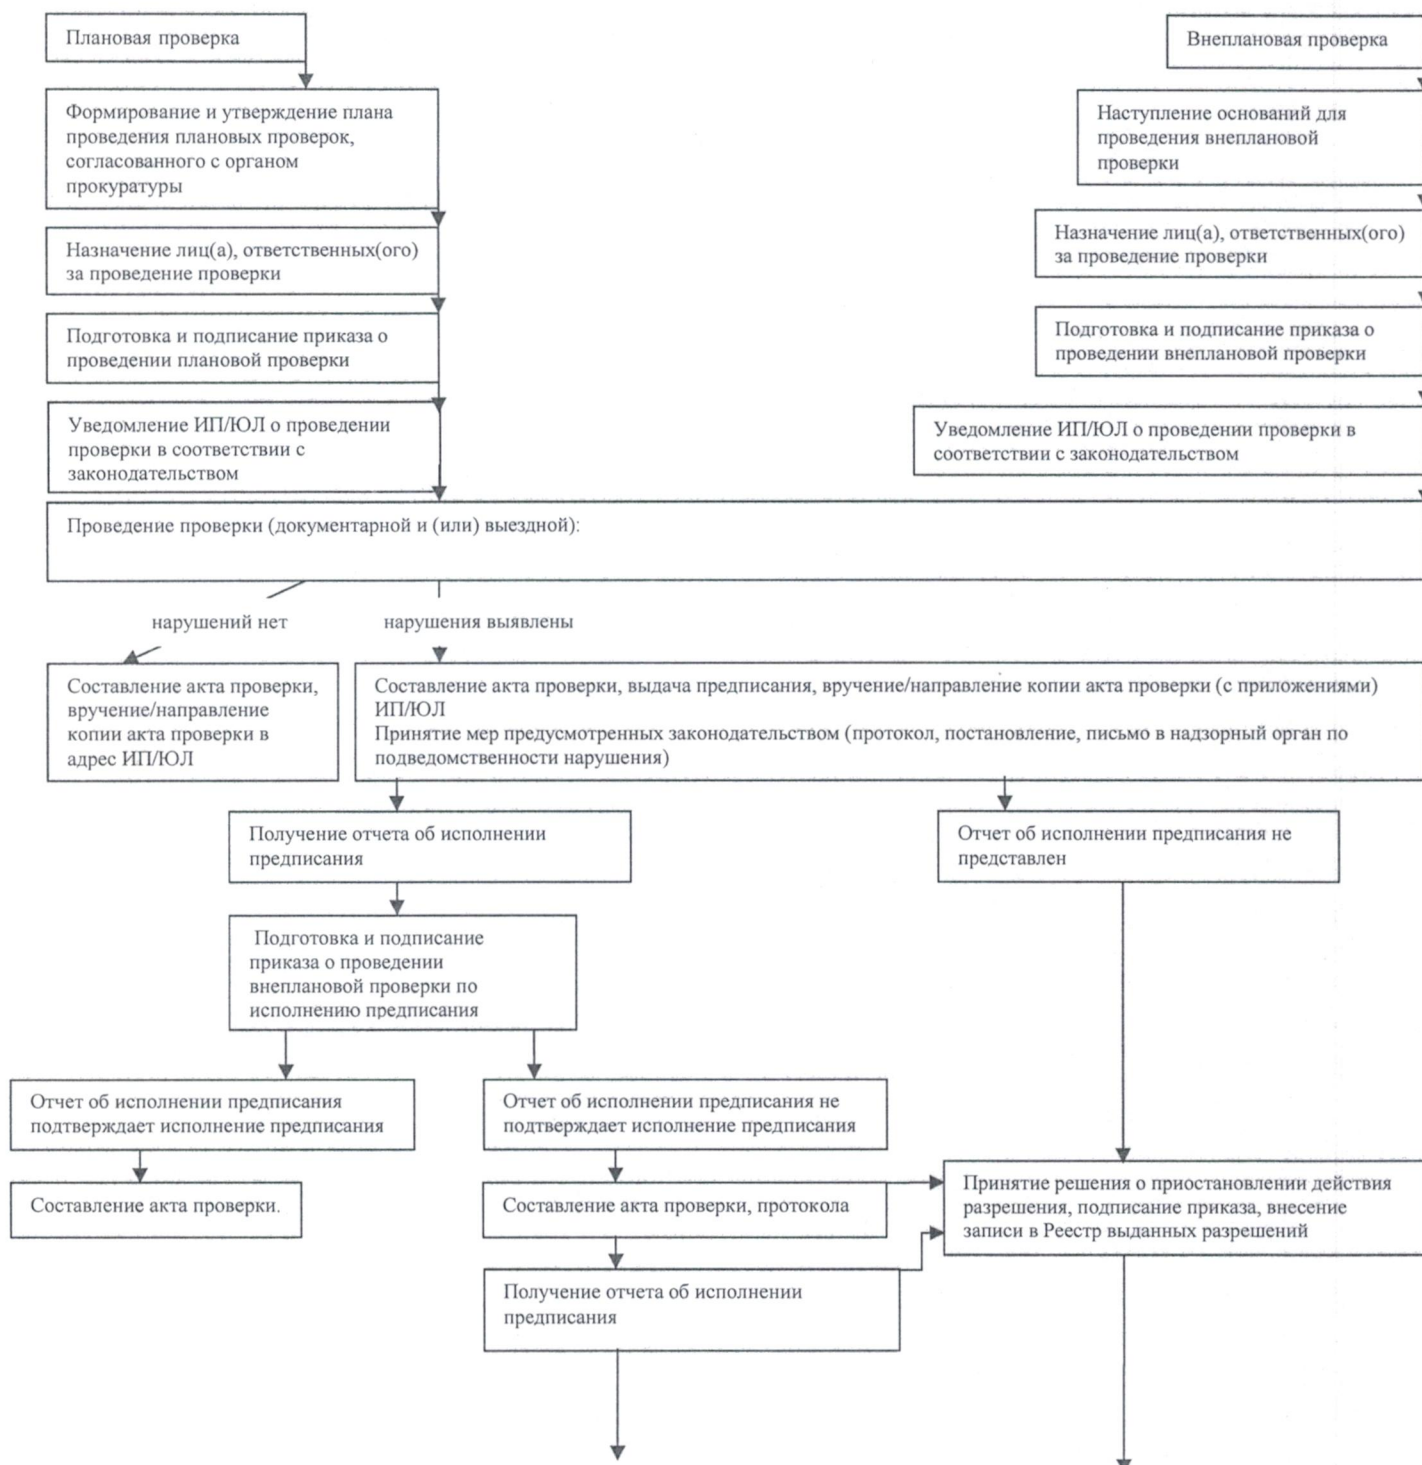 Плановая проверка
Внеплановая проверка
Формирование и утверждение плана
проведения плановых проверок,
согласованного с органом
прокуратуры
Наступление оснований для
проведения внеплановой
проверки
Назначение лиц(а), ответственных(ого)
за проведение проверки
Назначение лиц(а), ответственных(ого)
за проведение проверки
Подготовка и подписание приказа о
проведении плановой проверки
Подготовка и подписание приказа о
проведении внеплановой проверки
Уведомление ИП/ЮЛ о проведении
проверки в соответствии с
законодательством
Уведомление ИП/ЮЛ о проведении проверки в
соответствии с законодательством
Проведение проверки (документарной и (или) выездной):
нарушений нет
нарушения выявлены
Составление акта проверки,
вручение/направление
копии акта проверки в
адрес ИП/ЮЛ
Составление акта проверки, выдача предписания, вручение/направление копии акта проверки (с приложениями)
ИП/ЮЛ
Принятие мер предусмотренных законодательством (протокол, постановление, письмо в надзорный орган по
подведомственности нарушения)
Получение отчета об исполнении
предписания
Отчет об исполнении предписания не
представлен
Подготовка и подписание
приказа о проведении
внеплановой проверки по
исполнению предписания
Отчет об исполнении предписания
подтверждает исполнение предписания
Отчет об исполнении предписания не
подтверждает исполнение предписания
Составление акта проверки.
Составление акта проверки, протокола
Принятие решения о приостановлении действия
разрешения, подписание приказа, внесение
записи в Реестр выданных разрешений
Получение отчета об исполнении
предписания